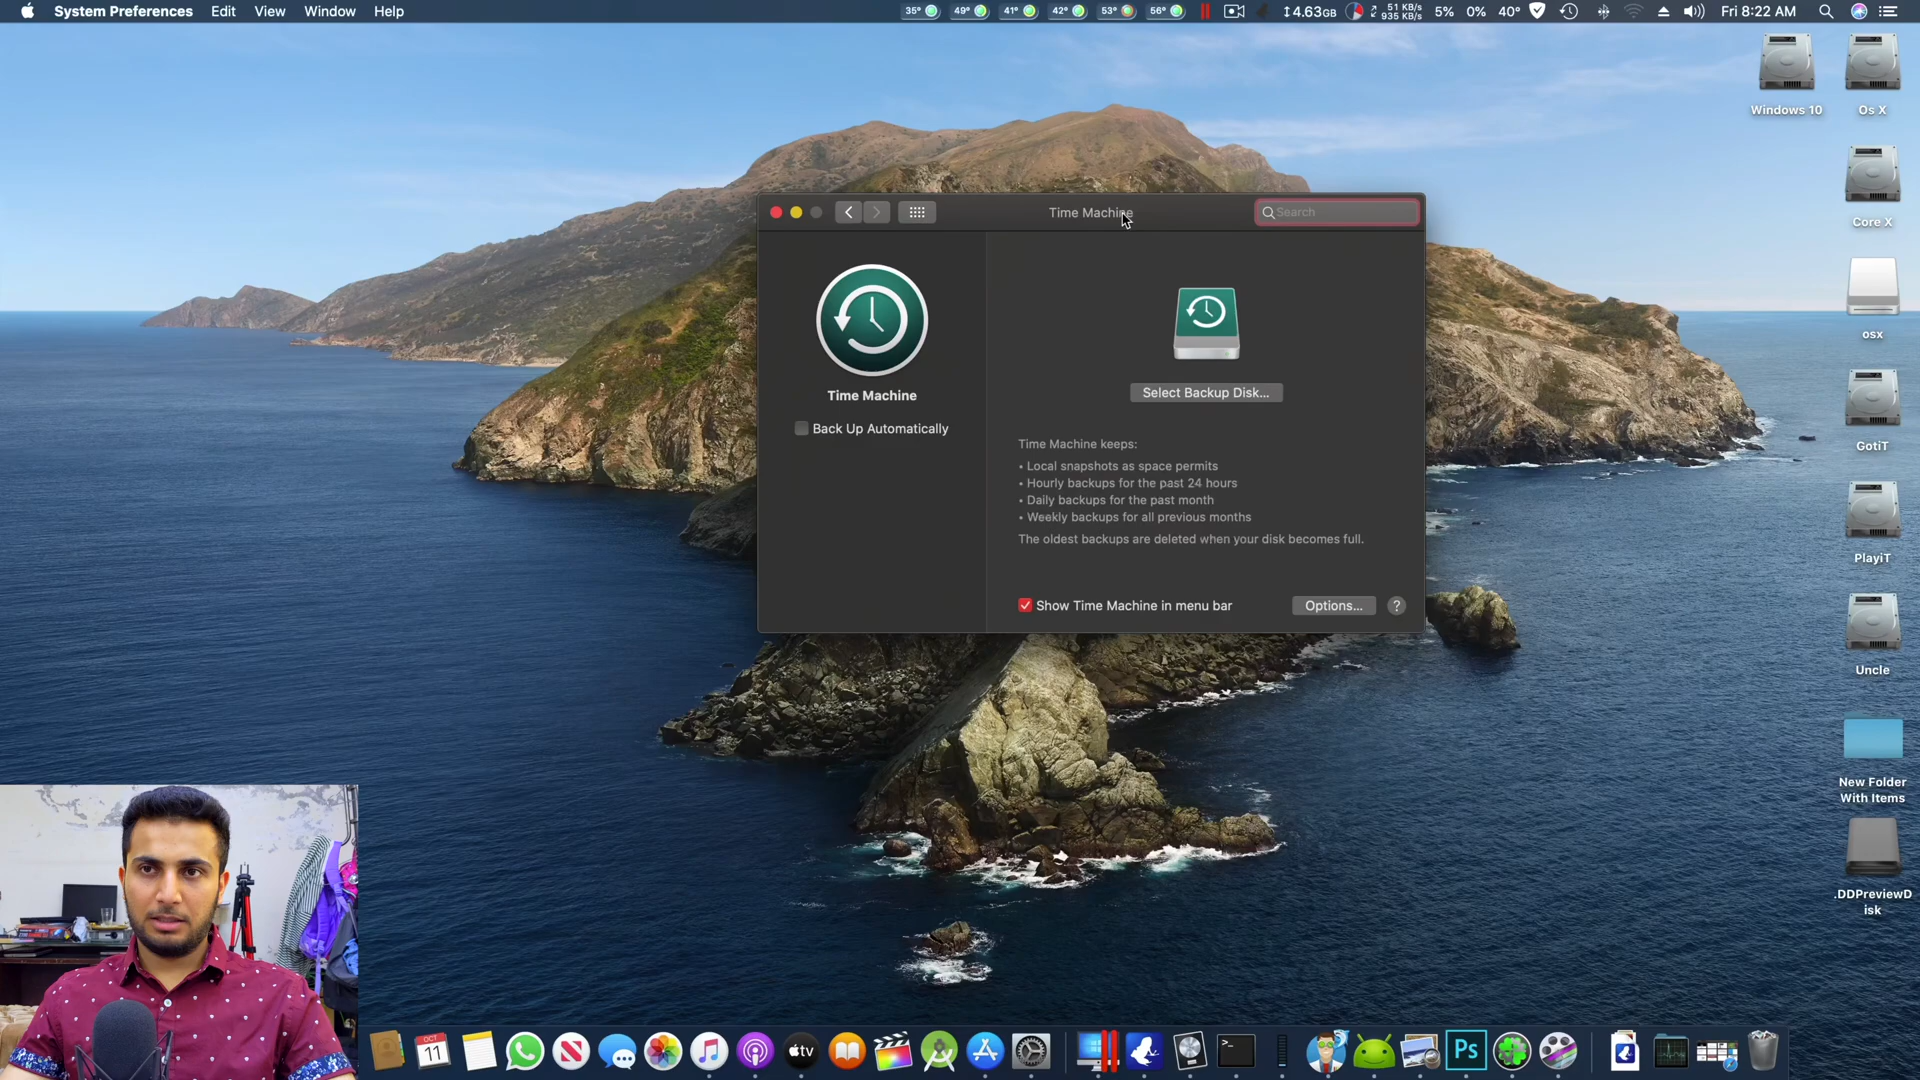 System Preferences Edit View Window Help
35° 49° 41° 42° 53° 56° 4.63GB 51 KB/s 935 KB/s 5% 0% 40° Fri 8:22 AM
Windows 10
Os X
Core X
osx
GotiT
PlayiT
Uncle
New Folder
With Items
.DDPreviewD
isk
Time Machine
Search
Time Machine
Back Up Automatically
Select Backup Disk...
Time Machine keeps:
• Local snapshots as space permits
• Hourly backups for the past 24 hours
• Daily backups for the past month
• Weekly backups for all previous months
The oldest backups are deleted when your disk becomes full.
Show Time Machine in menu bar
Options...
?
OCT
11
tv
>_
Ps